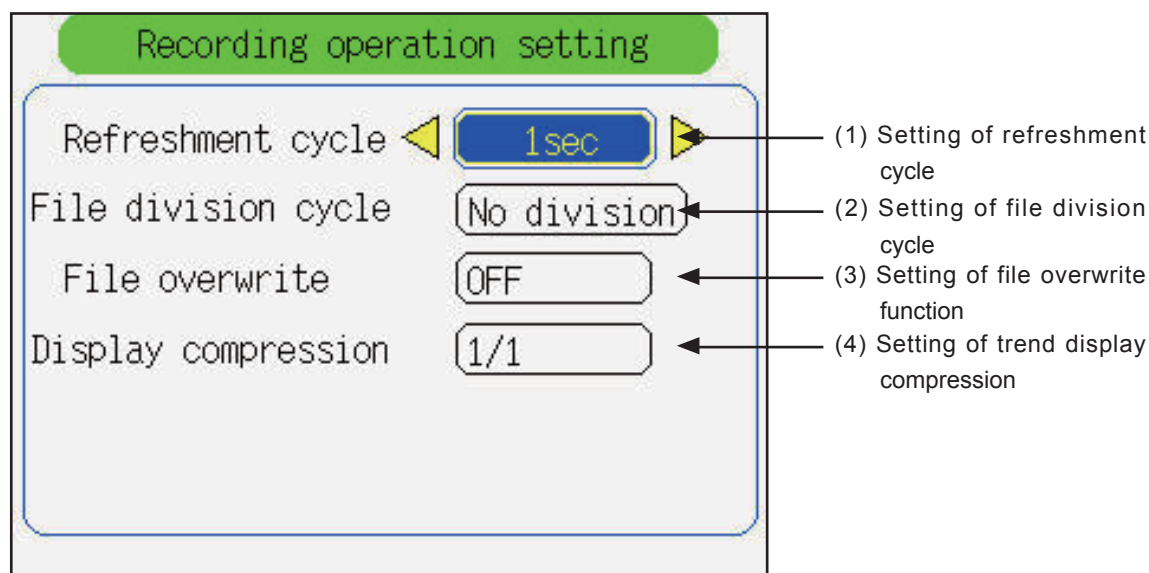 Recording operation setting
Refreshment cycle 1sec
(1) Setting of refreshment
cycle
File division cycle No division
(2) Setting of file division
cycle
File overwrite OFF
(3) Setting of file overwrite
function
Display compression 1/1
(4) Setting of trend display
compression